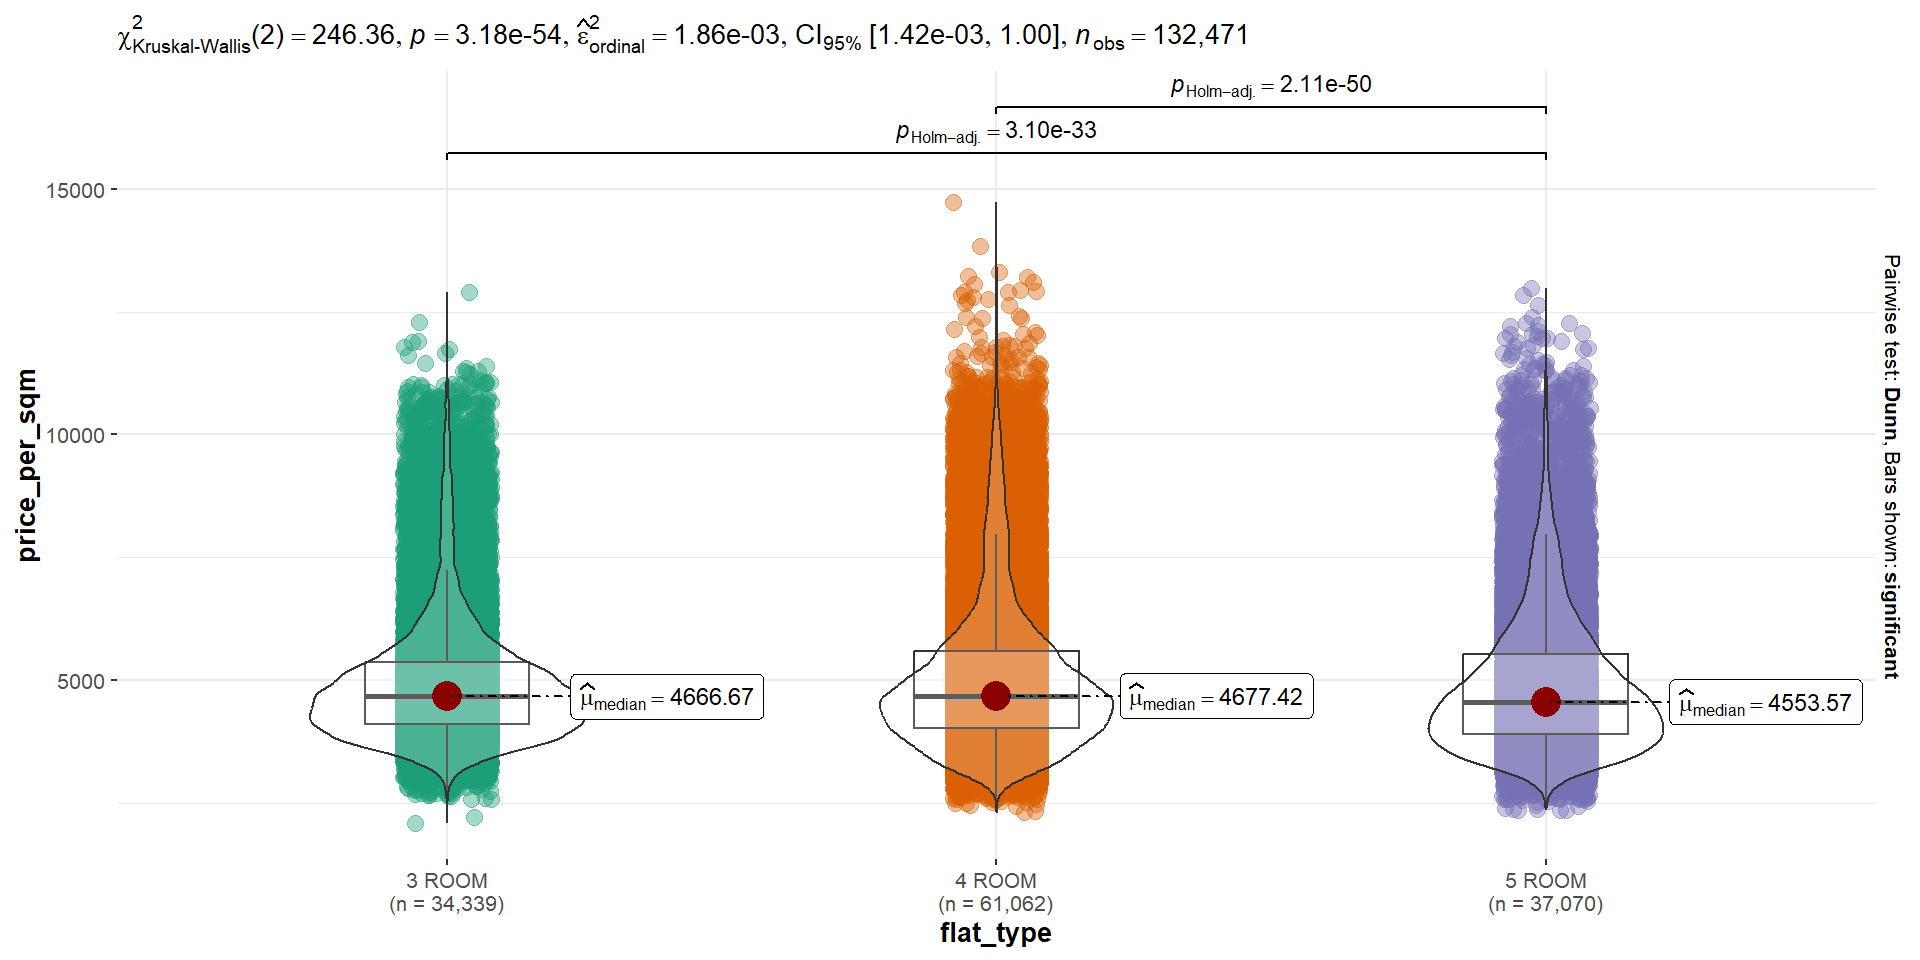 χ²Kruskal-Wallis(2) = 246.36, p = 3.18e-54, ε̂²ordinal = 1.86e-03, CI95% [1.42e-03, 1.00], nobs = 132,471
pHolm−adj. = 2.11e-50
pHolm−adj. = 3.10e-33
15000
10000
5000
price_per_sqm
μ̂median = 4666.67
μ̂median = 4677.42
μ̂median = 4553.57
Pairwise test: Dunn, Bars shown: significant
3 ROOM
(n = 34,339)
4 ROOM
(n = 61,062)
5 ROOM
(n = 37,070)
flat_type